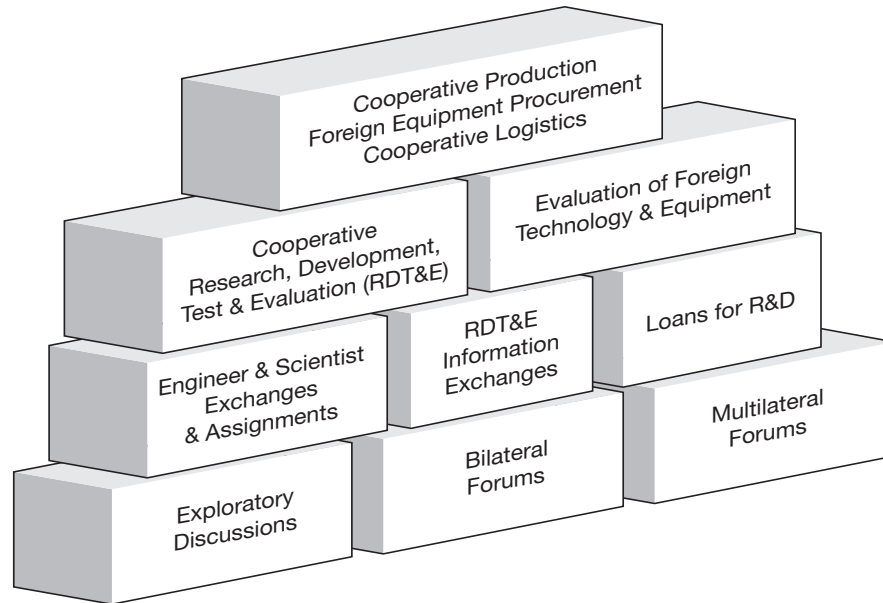 Cooperative Production
Foreign Equipment Procurement
Cooperative Logistics
Cooperative
Research, Development,
Test & Evaluation (RDT&E)
Evaluation of Foreign
Technology & Equipment
Engineer & Scientist
Exchanges
& Assignments
RDT&E
Information
Exchanges
Loans for R&D
Exploratory
Discussions
Bilateral
Forums
Multilateral
Forums